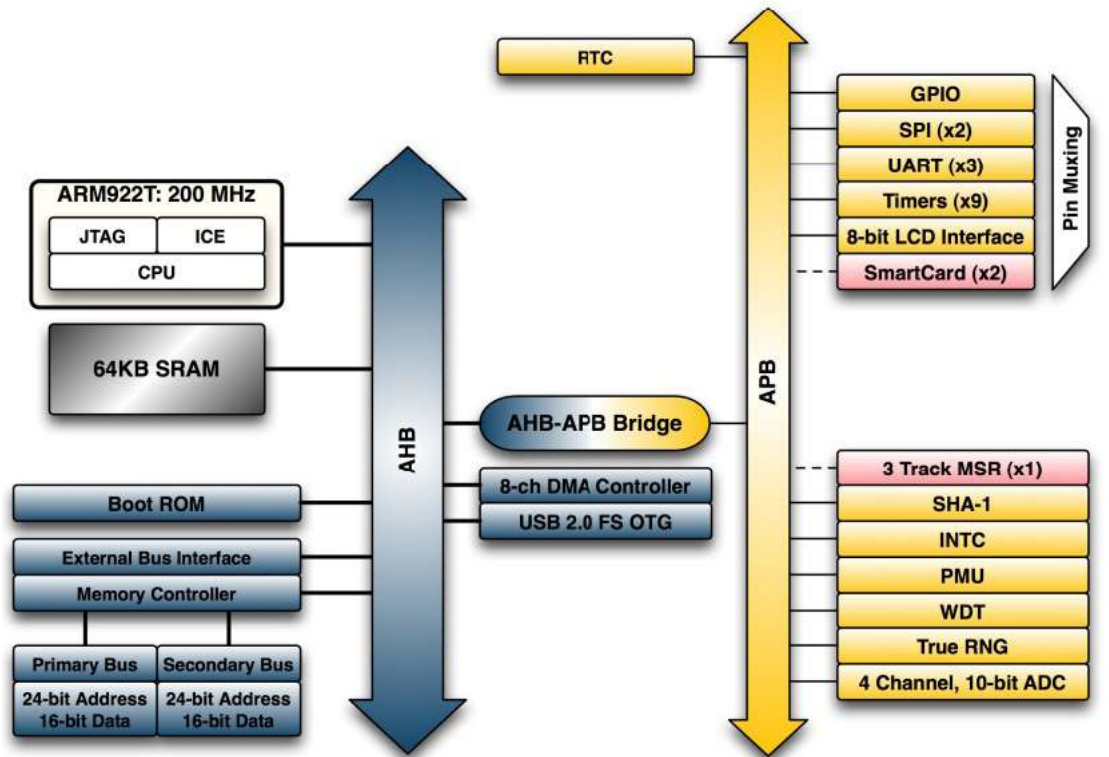 RTC
GPIO
SPI (x2)
UART (x3)
Timers (x9)
8-bit LCD Interface
SmartCard (x2)
Pin Muxing
ARM922T: 200 MHz
JTAG
ICE
CPU
64KB SRAM
AHB
AHB-APB Bridge
APB
8-ch DMA Controller
USB 2.0 FS OTG
Boot ROM
External Bus Interface
Memory Controller
Primary Bus
24-bit Address
16-bit Data
Secondary Bus
24-bit Address
16-bit Data
3 Track MSR (x1)
SHA-1
INTC
PMU
WDT
True RNG
4 Channel, 10-bit ADC